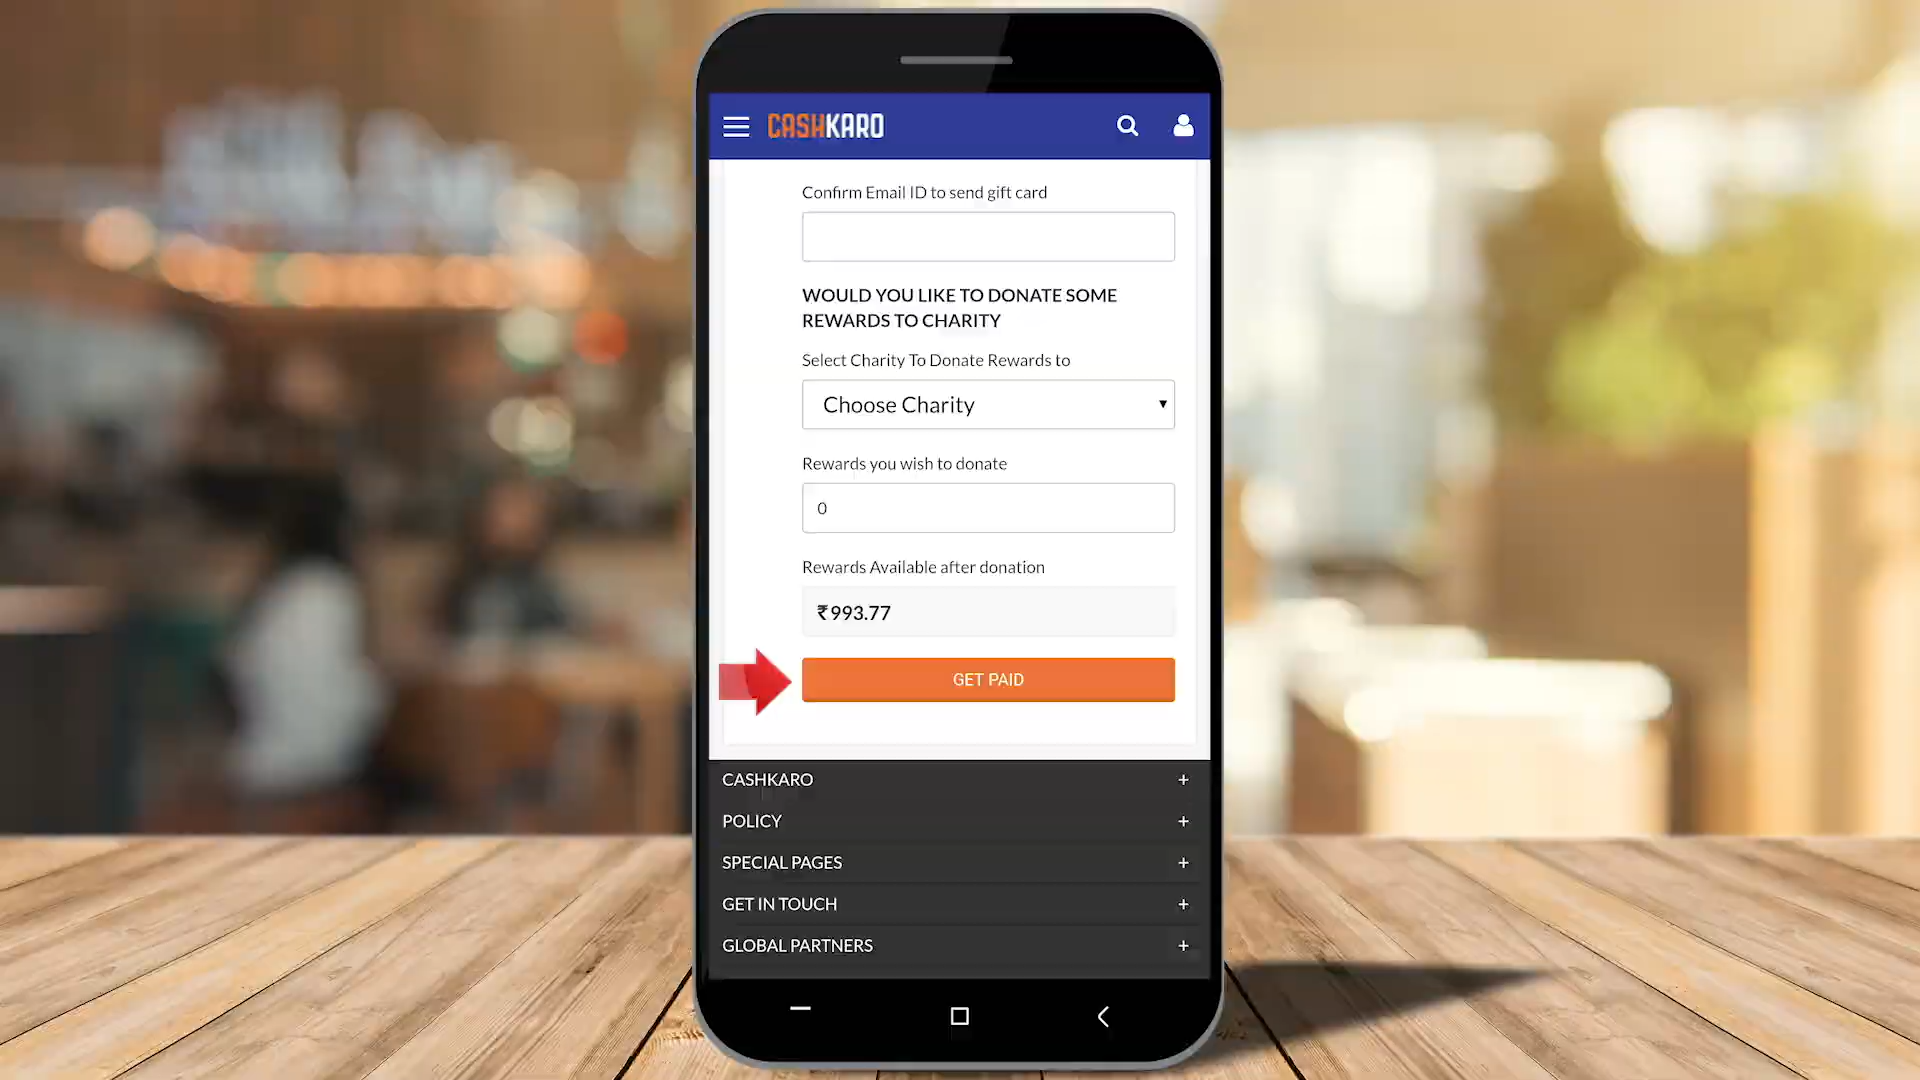 CASHKARO
Confirm Email ID to send gift card
WOULD YOU LIKE TO DONATE SOME
REWARDS TO CHARITY
Select Charity To Donate Rewards to
Choose Charity
Rewards you wish to donate
0
Rewards Available after donation
₹993.77
GET PAID
CASHKARO +
POLICY +
SPECIAL PAGES +
GET IN TOUCH +
GLOBAL PARTNERS +